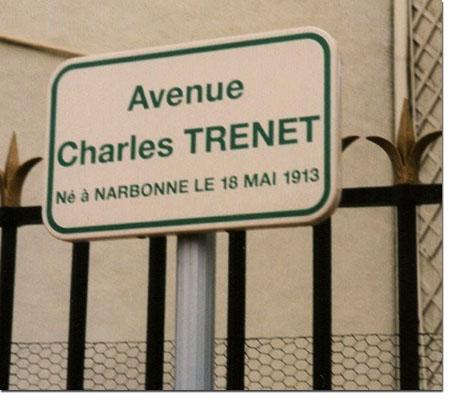 Avenue
Charles TRENET
Né à NARBONNE LE 18 MAI 1913